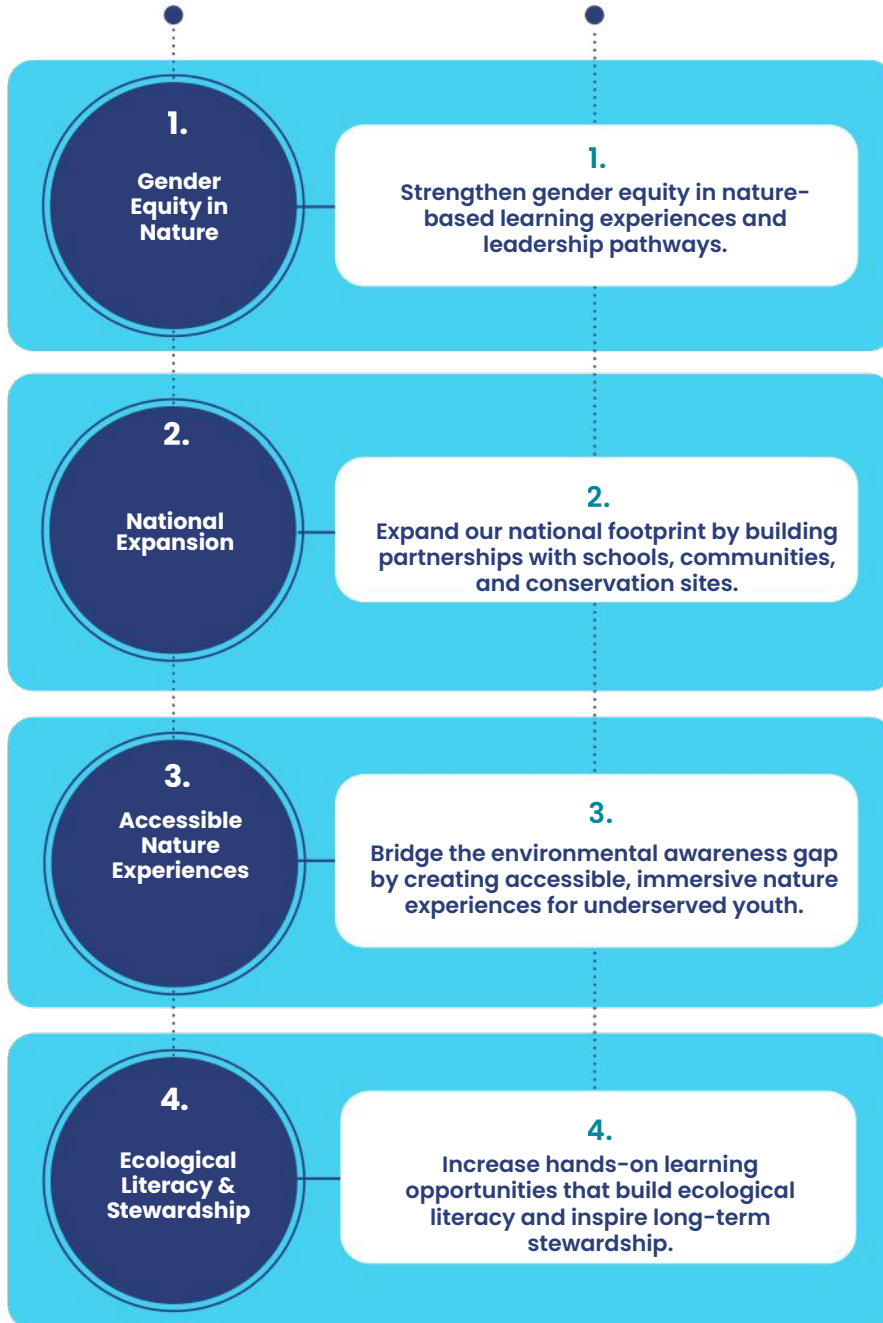 1.
Gender
Equity in
Nature
1.
Strengthen gender equity in nature-
based learning experiences and
leadership pathways.
2.
National
Expansion
2.
Expand our national footprint by building
partnerships with schools, communities,
and conservation sites.
3.
Accessible
Nature
Experiences
3.
Bridge the environmental awareness gap
by creating accessible, immersive nature
experiences for underserved youth.
4.
Ecological
Literacy &
Stewardship
4.
Increase hands-on learning
opportunities that build ecological
literacy and inspire long-term
stewardship.